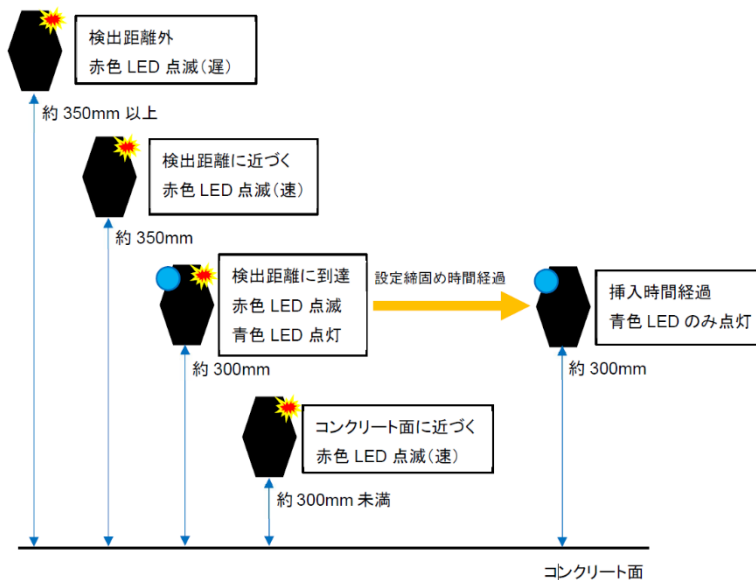 検出距離外
赤色 LED 点滅（遅）
約 350mm 以上
検出距離に近づく
赤色 LED 点滅（速）
約 350mm
検出距離に到達
赤色 LED 点滅
青色 LED 点灯
約 300mm
設定締固め時間経過
挿入時間経過
青色 LED のみ点灯
約 300mm
コンクリート面に近づく
赤色 LED 点滅（速）
約 300mm 未満
コンクリート面